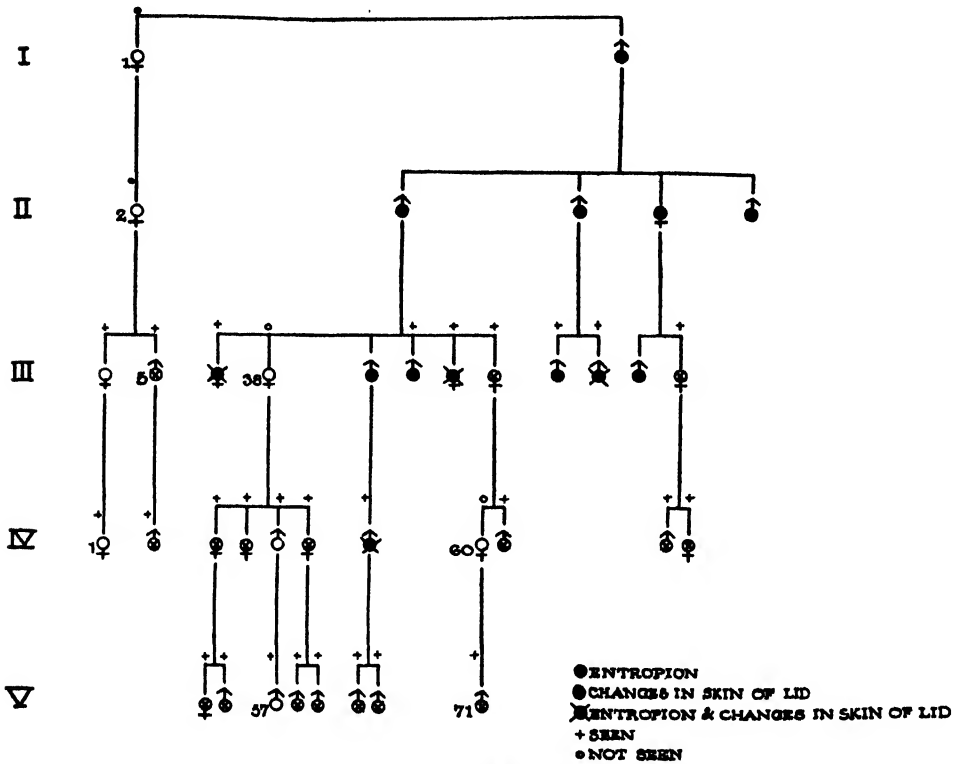 I
1
II
2
III
5
38
IV
1
60
V
57
71
ENTROPION
CHANGES IN SKIN OF LID
ENTROPION & CHANGES IN SKIN OF LID
+ SEEN
o NOT SEEN